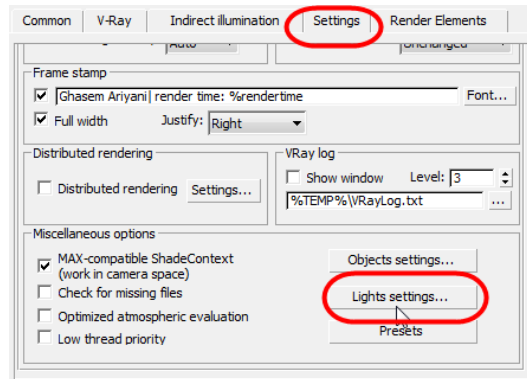 Common V-Ray Indirect illumination Settings Render Elements
Auto Unchanged
Frame stamp
Ghasem Ariyani| render time: %rendertime Font...
Full width Justify: Right
Distributed rendering
Distributed rendering Settings...
VRay log
Show window Level: 3
%TEMP%\VRayLog.txt ...
Miscellaneous options
MAX-compatible ShadeContext
(work in camera space)
Check for missing files
Optimized atmospheric evaluation
Low thread priority
Objects settings...
Lights settings...
Presets